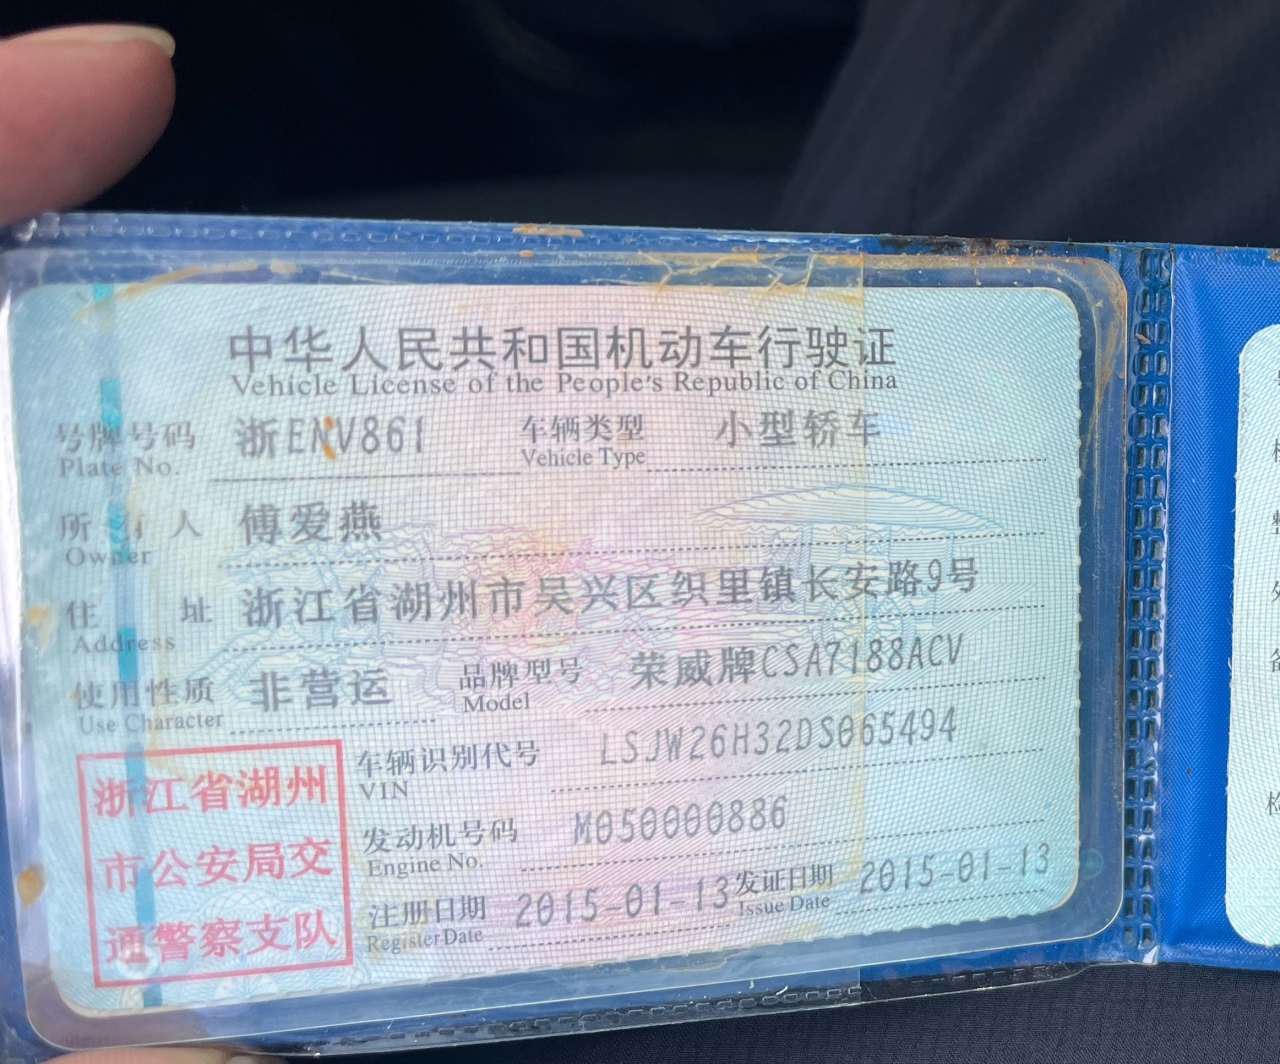 中华人民共和国机动车行驶证
Vehicle License of the People's Republic of China
号牌号码 浙ENV861 车辆类型 小型轿车
Plate No. Vehicle Type
所有人 傅爱燕
Owner
住址 浙江省湖州市吴兴区织里镇长安路9号
Address
使用性质 非营运 品牌型号 荣威牌CSA7188ACV
Use Character Model
车辆识别代号 LSJW26H32DS065494
VIN
发动机号码 M050000886
Engine No.
注册日期 2015-01-13 发证日期 2015-01-13
Register Date Issue Date
浙江省湖州
市公安局交
通警察支队